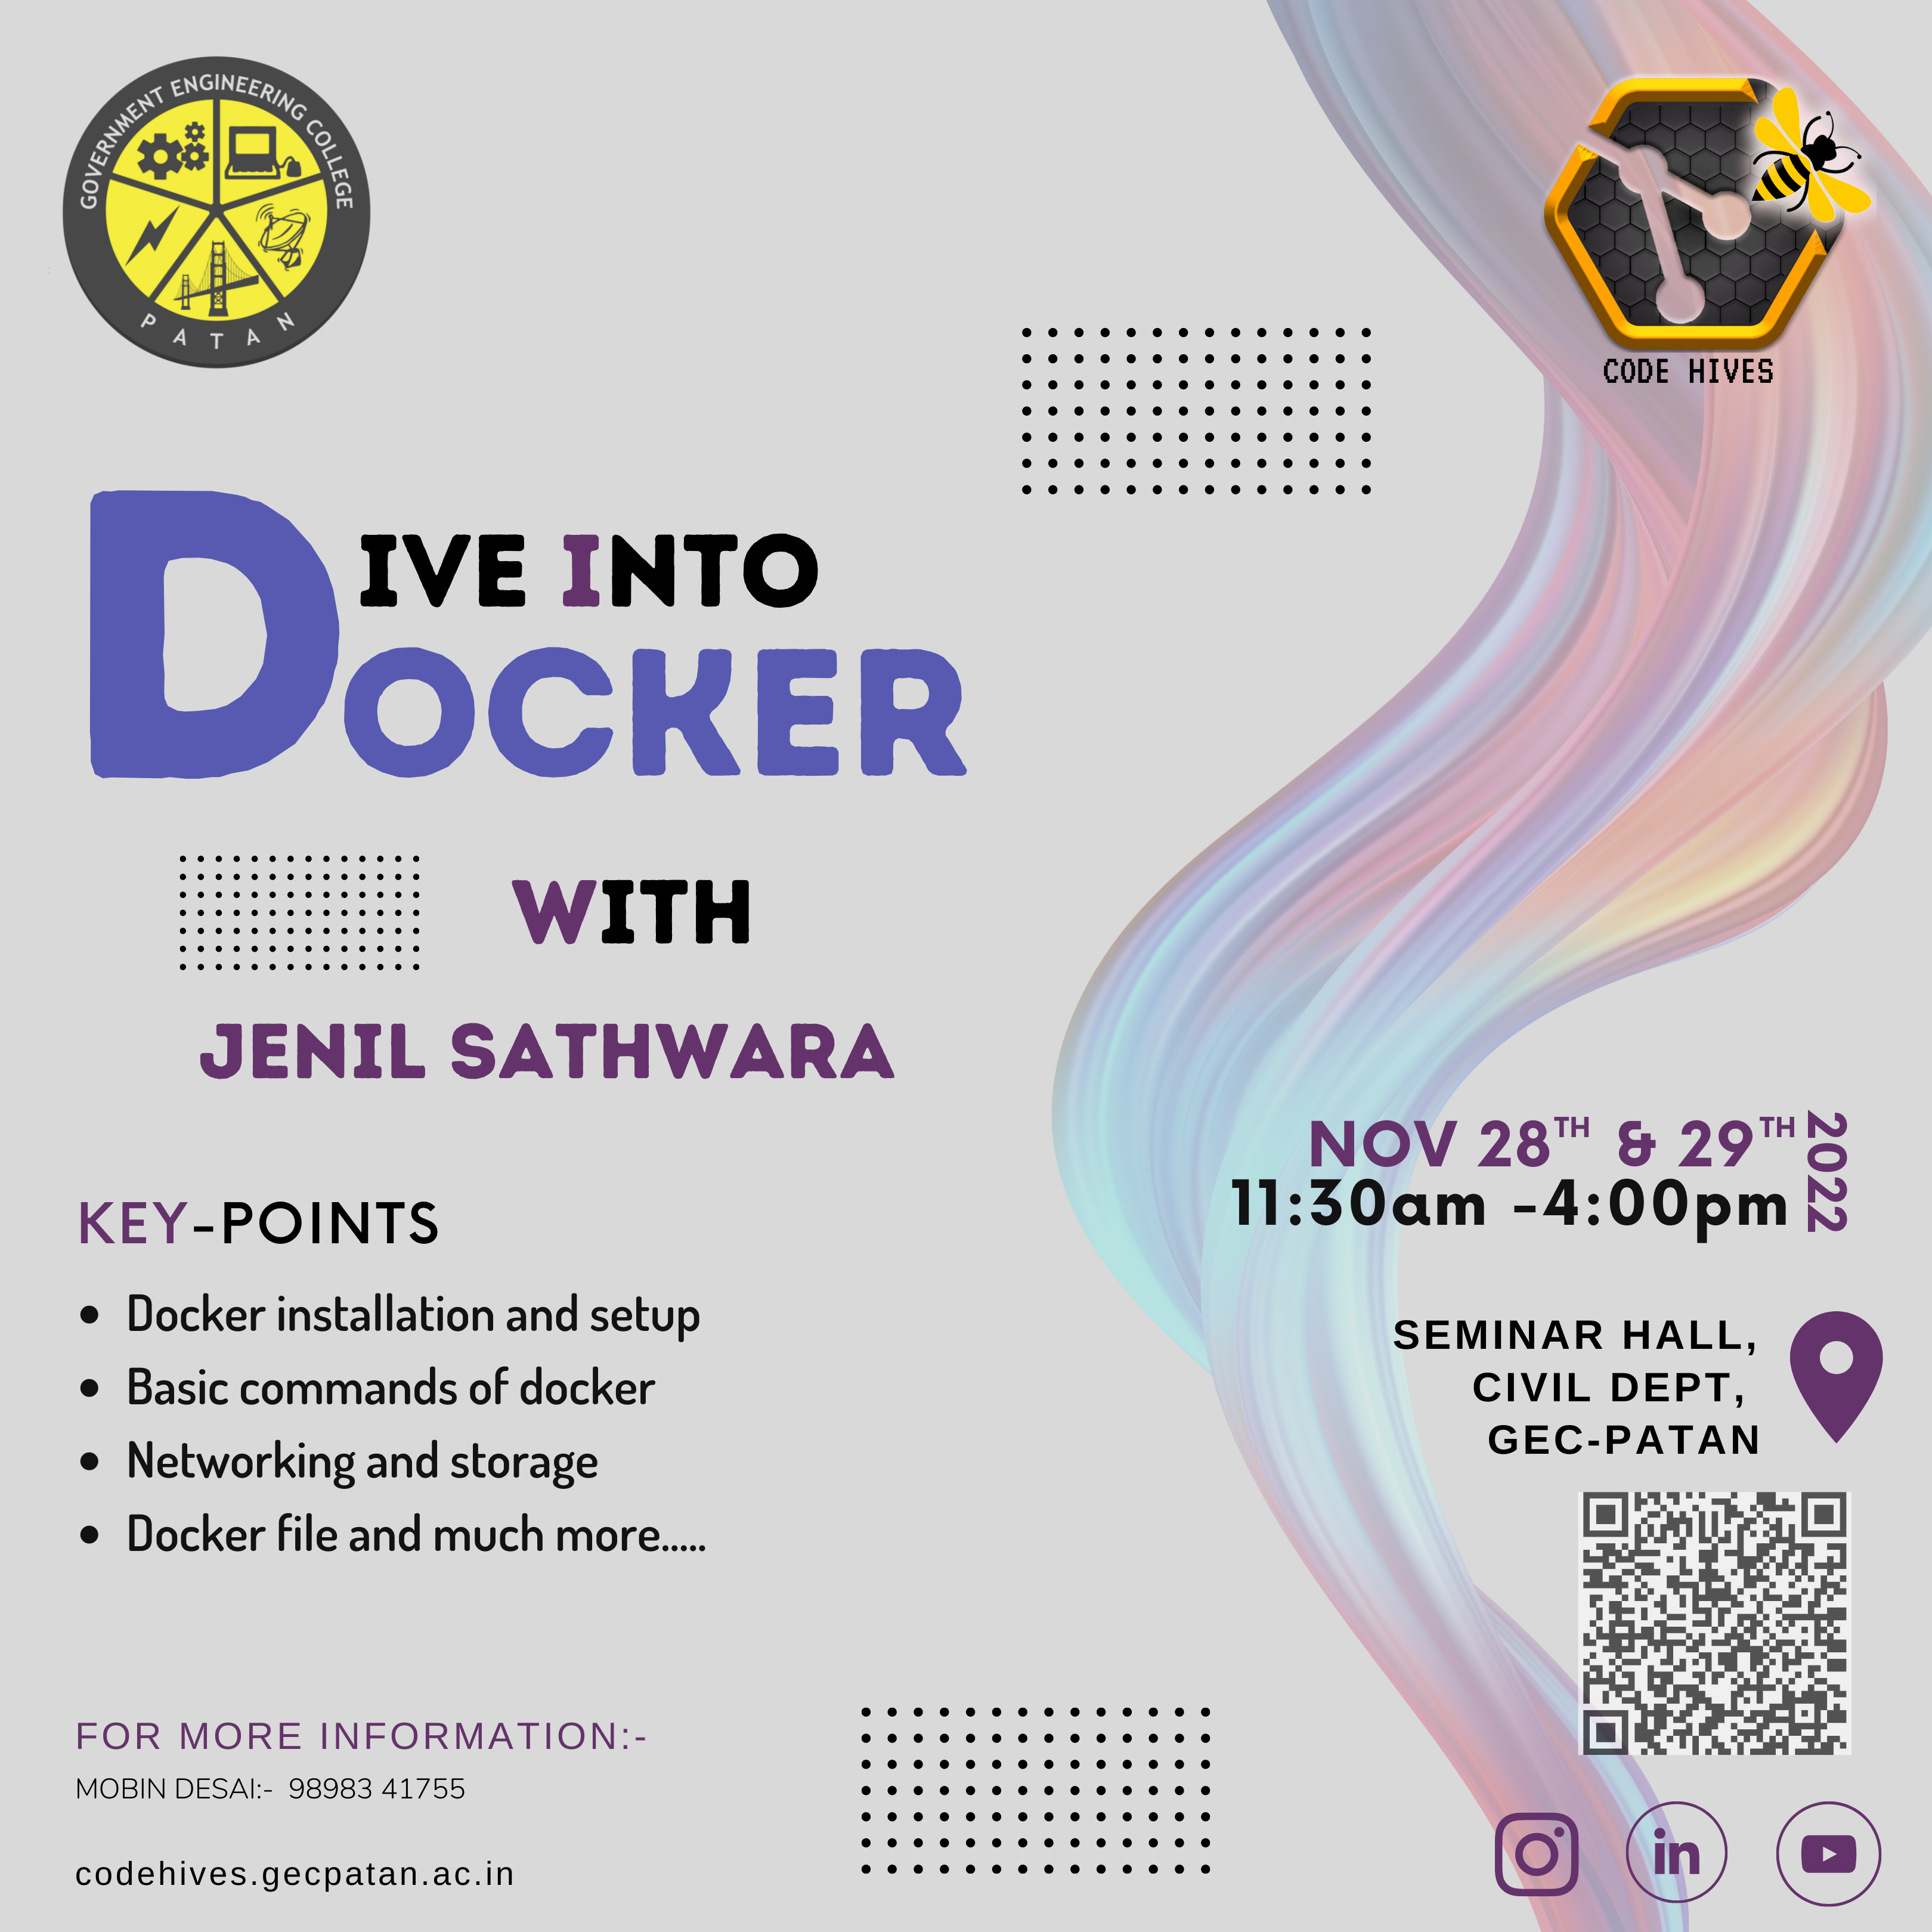 GOVERNMENT ENGINEERING COLLEGE
PATAN
CODE HIVES
DIVE INTO
DOCKER
WITH
JENIL SATHWARA
NOV 28TH & 29TH 2022
11:30am -4:00pm
SEMINAR HALL,
CIVIL DEPT,
GEC-PATAN
KEY-POINTS
• Docker installation and setup
• Basic commands of docker
• Networking and storage
• Docker file and much more.....
FOR MORE INFORMATION:-
MOBIN DESAI:- 98983 41755
codehives.gecpatan.ac.in
in